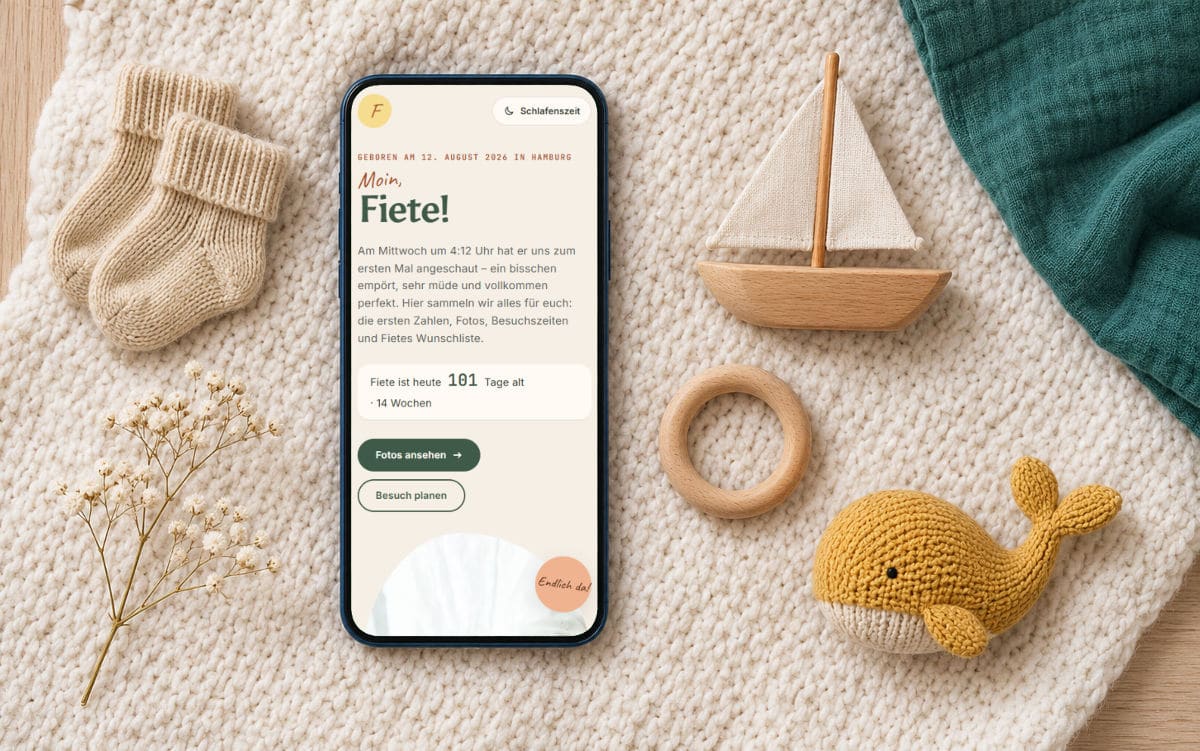 F
Schlafenszeit
GEBOREN AM 12. AUGUST 2026 IN HAMBURG
Moin,
Fiete!
Am Mittwoch um 4:12 Uhr hat er uns zum
ersten Mal angeschaut – ein bisschen
empört, sehr müde und vollkommen
perfekt. Hier sammeln wir alles für euch:
die ersten Zahlen, Fotos, Besuchszeiten
und Fietes Wunschliste.
Fiete ist heute 101 Tage alt
· 14 Wochen
Fotos ansehen →
Besuch planen
Endlich da!